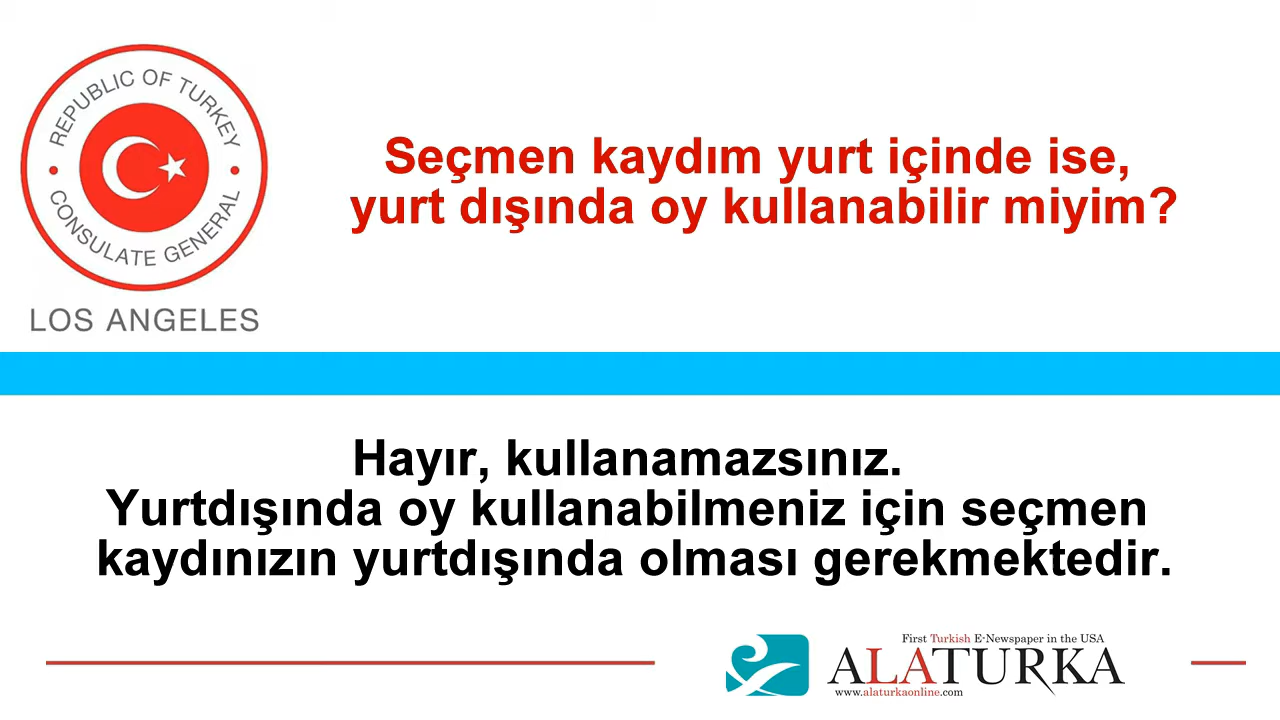 REPUBLIC OF TURKEY
CONSULATE GENERAL
LOS ANGELES
Seçmen kaydım yurt içinde ise,
yurt dışında oy kullanabilir miyim?
Hayır, kullanamazsınız.
Yurtdışında oy kullanabilmeniz için seçmen
kaydınızın yurtdışında olması gerekmektedir.
First Turkish E-Newspaper in the USA
ALATURKA
www.alaturkaonline.com